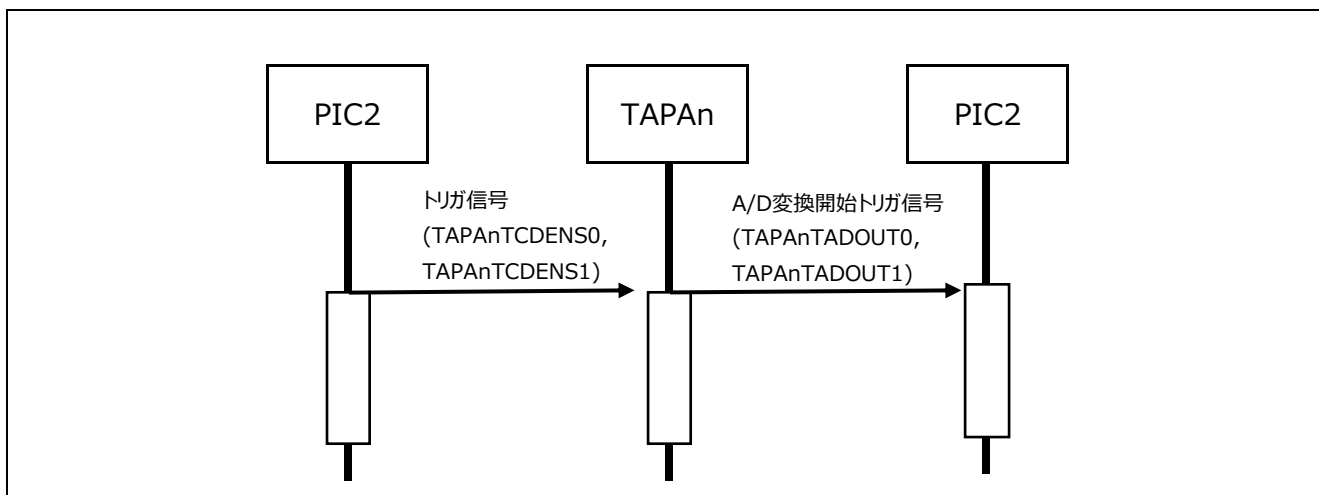 PIC2
TAPAn
PIC2
トリガ信号
(TAPAnTCDENS0,
TAPAnTCDENS1)
A/D変換開始トリガ信号
(TAPAnTADOUT0,
TAPAnTADOUT1)